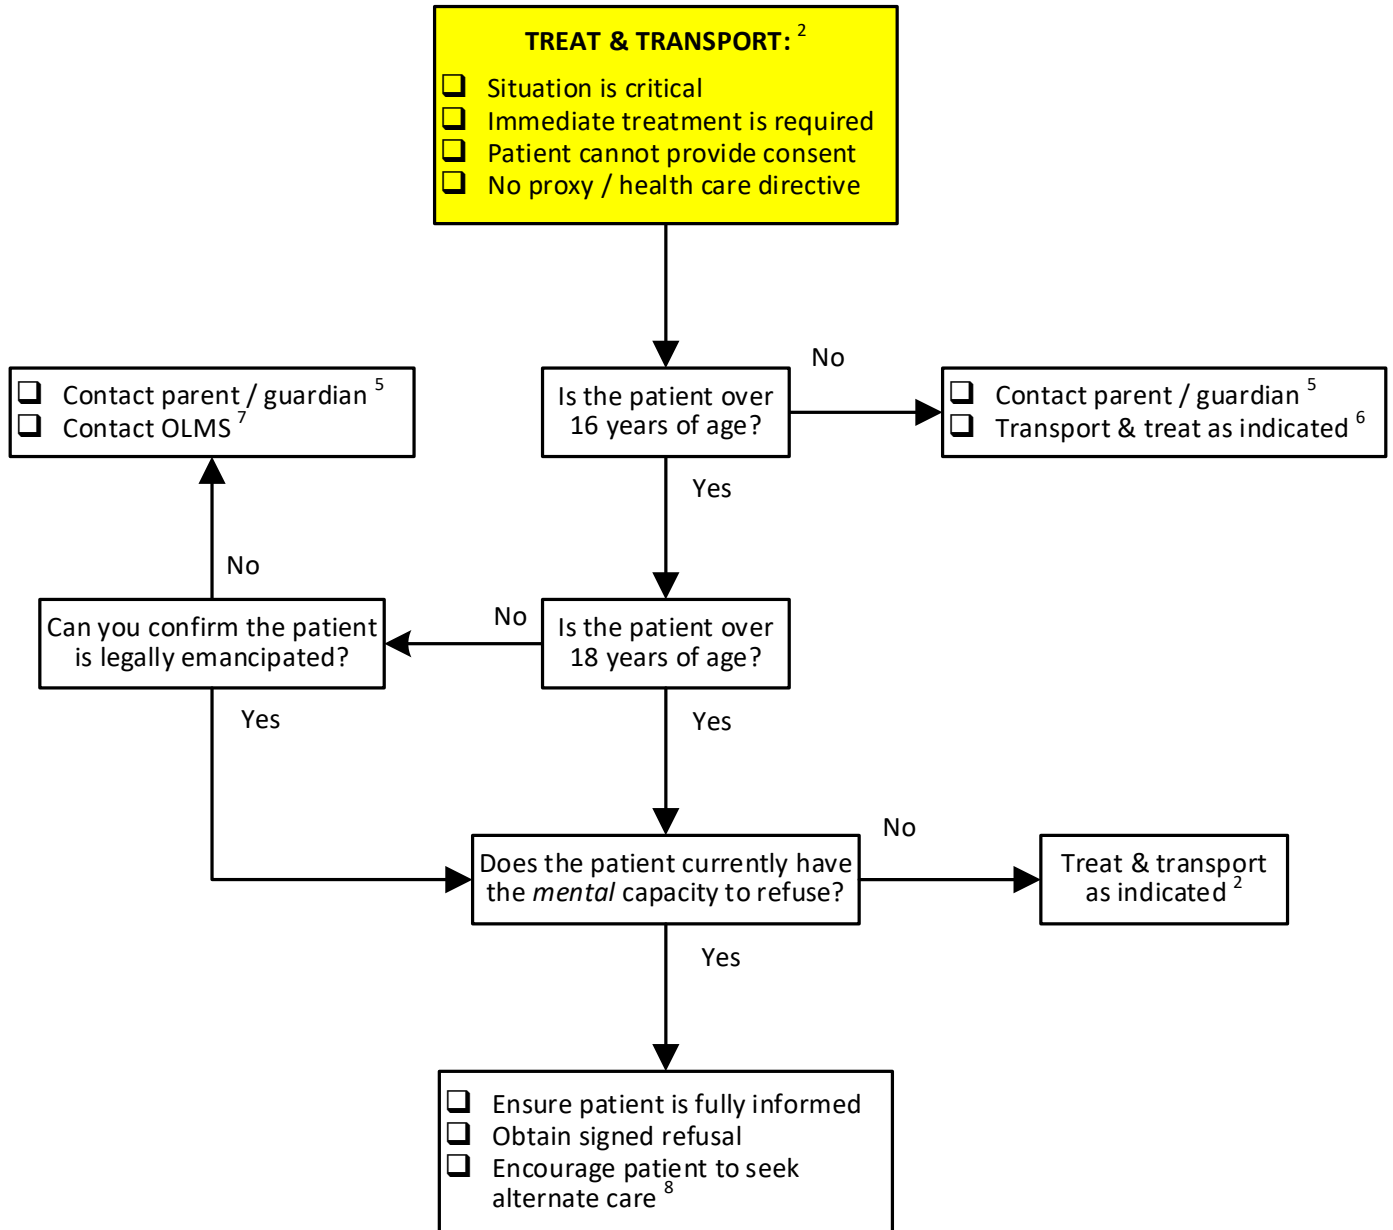 TREAT & TRANSPORT: 2
❑ Situation is critical
❑ Immediate treatment is required
❑ Patient cannot provide consent
❑ No proxy / health care directive
No
❑ Contact parent / guardian 5
❑ Contact OLMS 7
Is the patient over
16 years of age?
❑ Contact parent / guardian 5
❑ Transport & treat as indicated 6
Yes
No
No
Can you confirm the patient
is legally emancipated?
Is the patient over
18 years of age?
Yes
Yes
No
Does the patient currently have
the mental capacity to refuse?
Treat & transport
as indicated 2
Yes
❑ Ensure patient is fully informed
❑ Obtain signed refusal
❑ Encourage patient to seek
alternate care 8